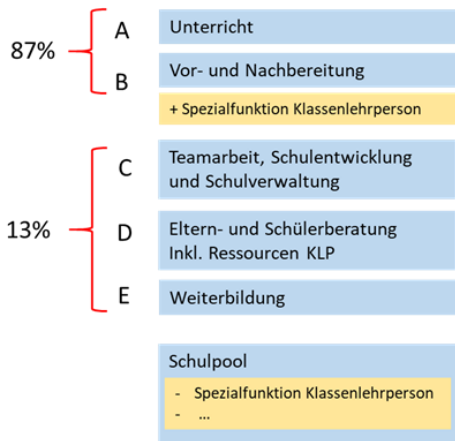 87%
A
Unterricht
B
Vor- und Nachbereitung
+ Spezialfunktion Klassenlehrperson
13%
C
Teamarbeit, Schulentwicklung
und Schulverwaltung
D
Eltern- und Schülerberatung
Inkl. Ressourcen KLP
E
Weiterbildung
Schulpool
- Spezialfunktion Klassenlehrperson
- ...